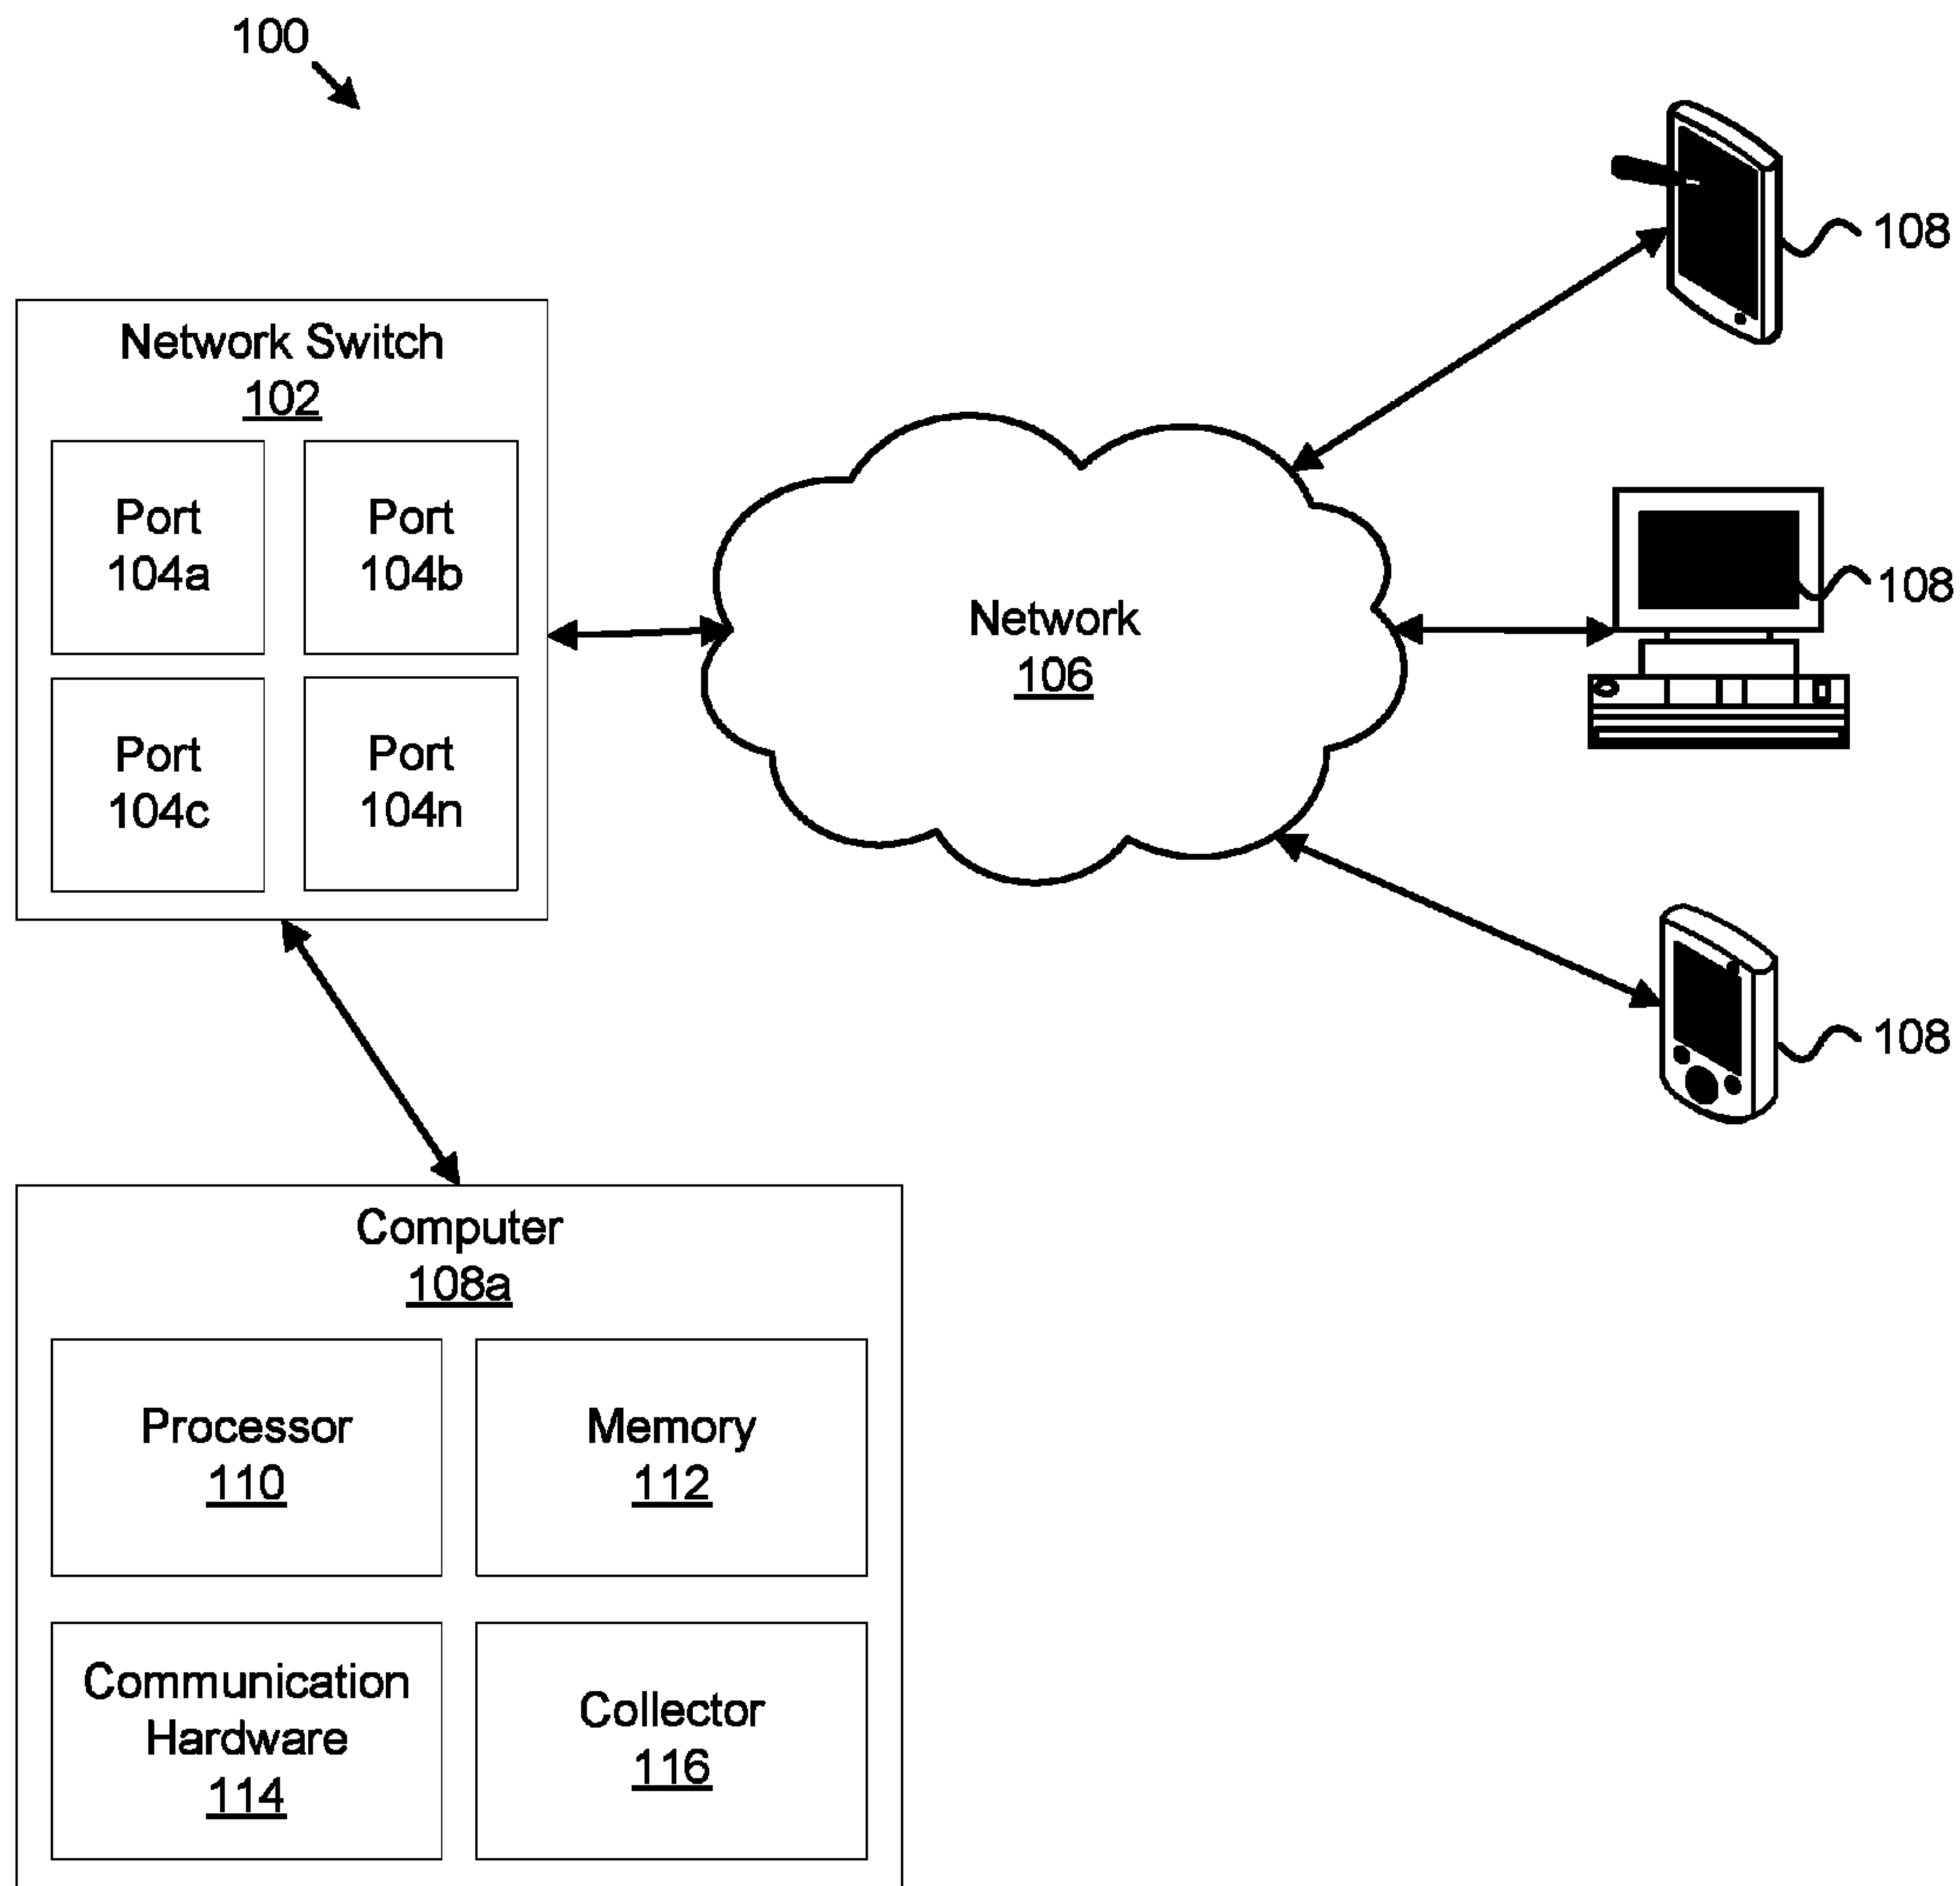 100
Network Switch
102
Port
104a
Port
104b
Port
104c
Port
104n
Network
106
108
108
108
Computer
108a
Processor
110
Memory
112
Communication
Hardware
114
Collector
116